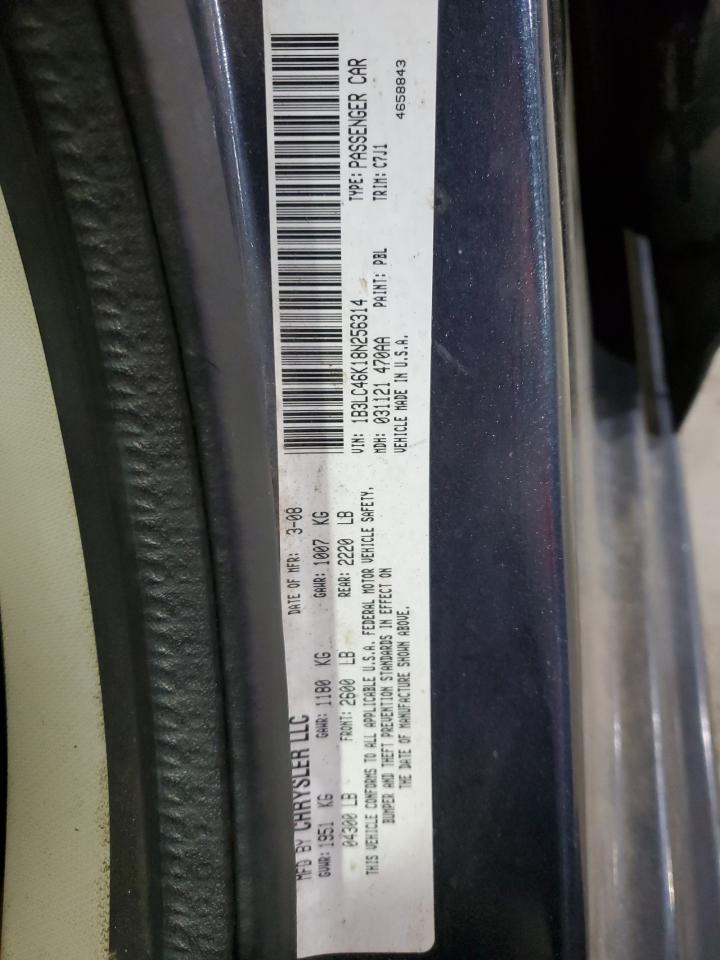 MFD BY CHRYSLER LLC DATE OF MFR: 3-08
GVWR: 1951 KG GAWR: 1180 KG GAWR: 1007 KG
04300 LB FRONT: 2600 LB REAR: 2220 LB
THIS VEHICLE CONFORMS TO ALL APPLICABLE U.S.A. FEDERAL MOTOR VEHICLE SAFETY,
BUMPER AND THEFT PREVENTION STANDARDS IN EFFECT ON
THE DATE OF MANUFACTURE SHOWN ABOVE.
VIN: 1B3LC46K18N256314 TYPE: PASSENGER CAR
MDH: 031121 470AA PAINT: PBL TRIM: C7J1
VEHICLE MADE IN U.S.A. 4658843